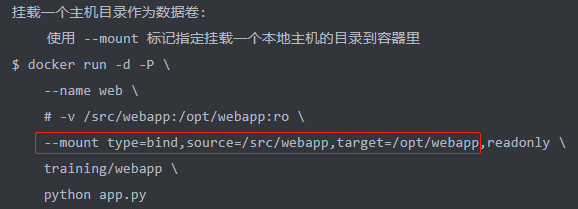 挂载一个主机目录作为数据卷:
使用 --mount 标记指定挂载一个本地主机的目录到容器里
$ docker run -d -P \
--name web \
# -v /src/webapp:/opt/webapp:ro \
--mount type=bind,source=/src/webapp,target=/opt/webapp,readonly \
training/webapp \
python app.py